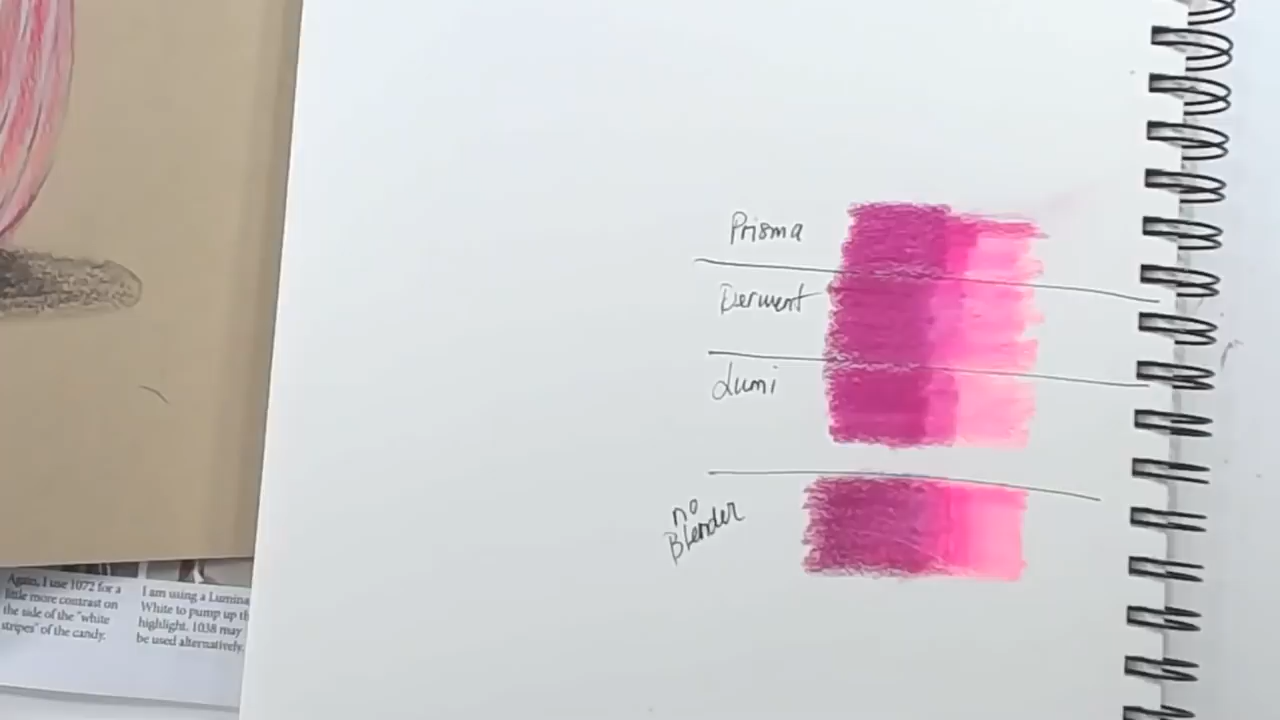 Prisma
Derwent
Lumi
no
Blender
Again, I use 1072 for a
little more contrast on
the side of the "white
stripes" of the candy.
I am using a Lumina
White to pump up th
highlight. 1038 may
be used alternatively.